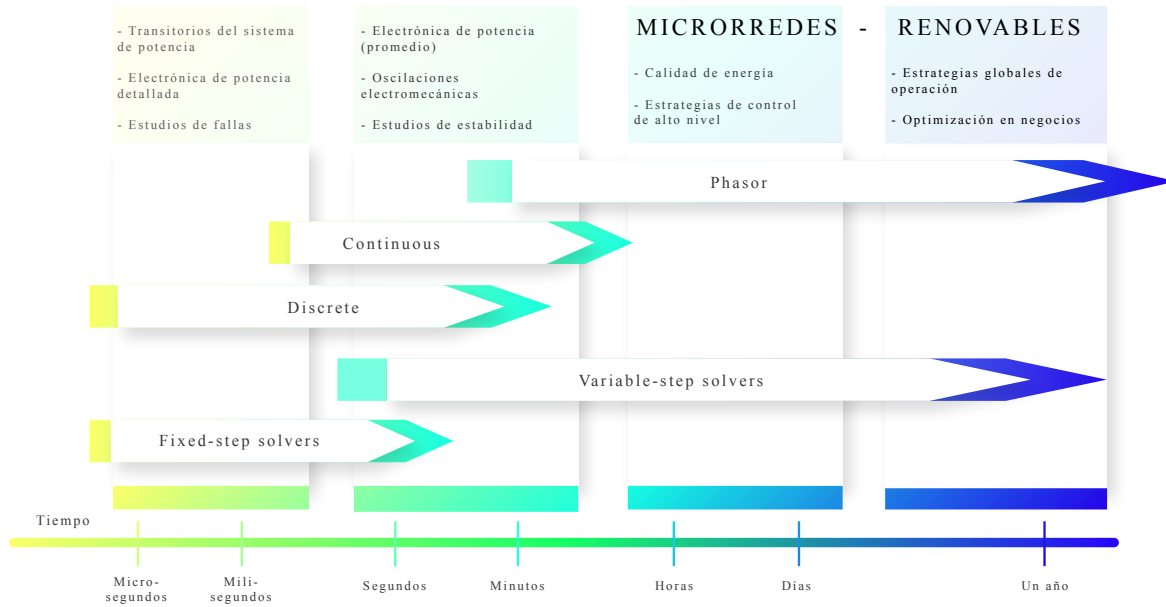 - Transitorios del sistema
de potencia
- Electrónica de potencia
detallada
- Estudios de fallas
- Electrónica de potencia
(promedio)
- Oscilaciones
electromecánicas
- Estudios de estabilidad
MICRORREDES - RENOVABLES
- Calidad de energía
- Estrategias de control
de alto nivel
- Estrategias globales de
operación
- Optimización en negocios
Phasor
Continuous
Discrete
Variable-step solvers
Fixed-step solvers
Tiempo
Micro-
segundos
Mili-
segundos
Segundos
Minutos
Horas
Días
Un año